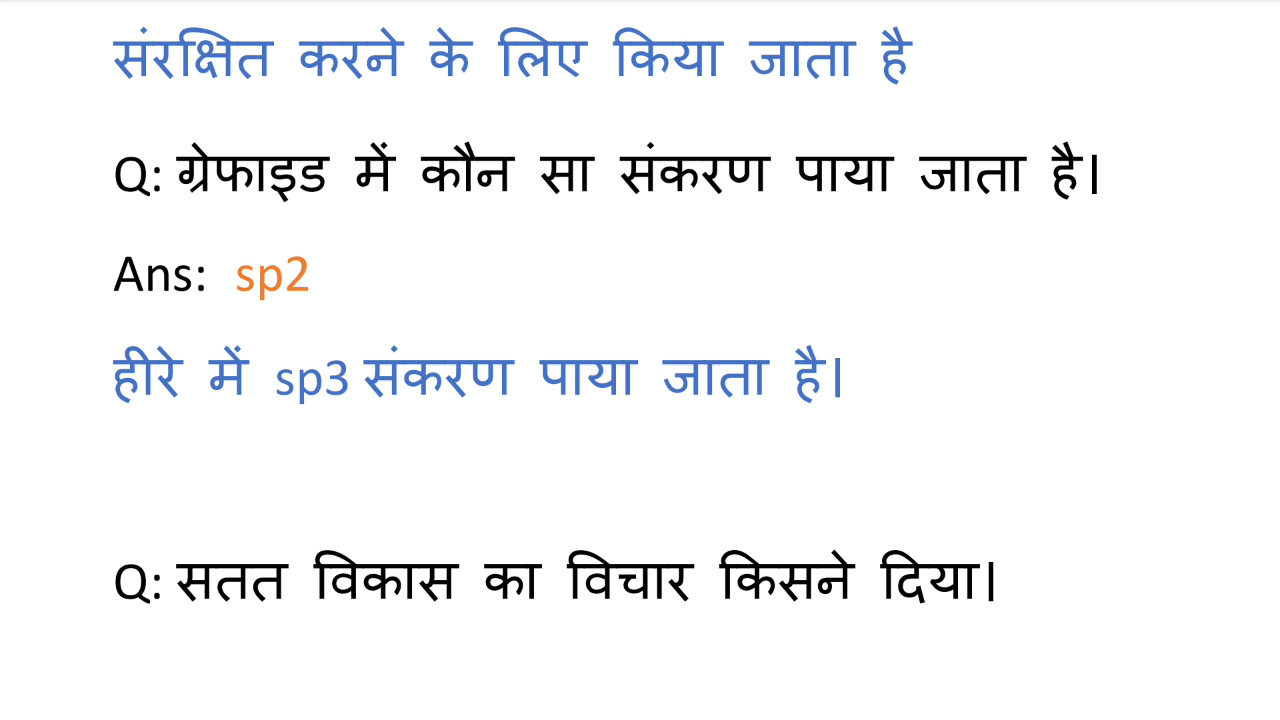 संरक्षित करने के लिए किया जाता है
Q: ग्रेफाइड में कौन सा संकरण पाया जाता है।
Ans: sp2
हीरे में sp3 संकरण पाया जाता है।
Q: सतत विकास का विचार किसने दिया।